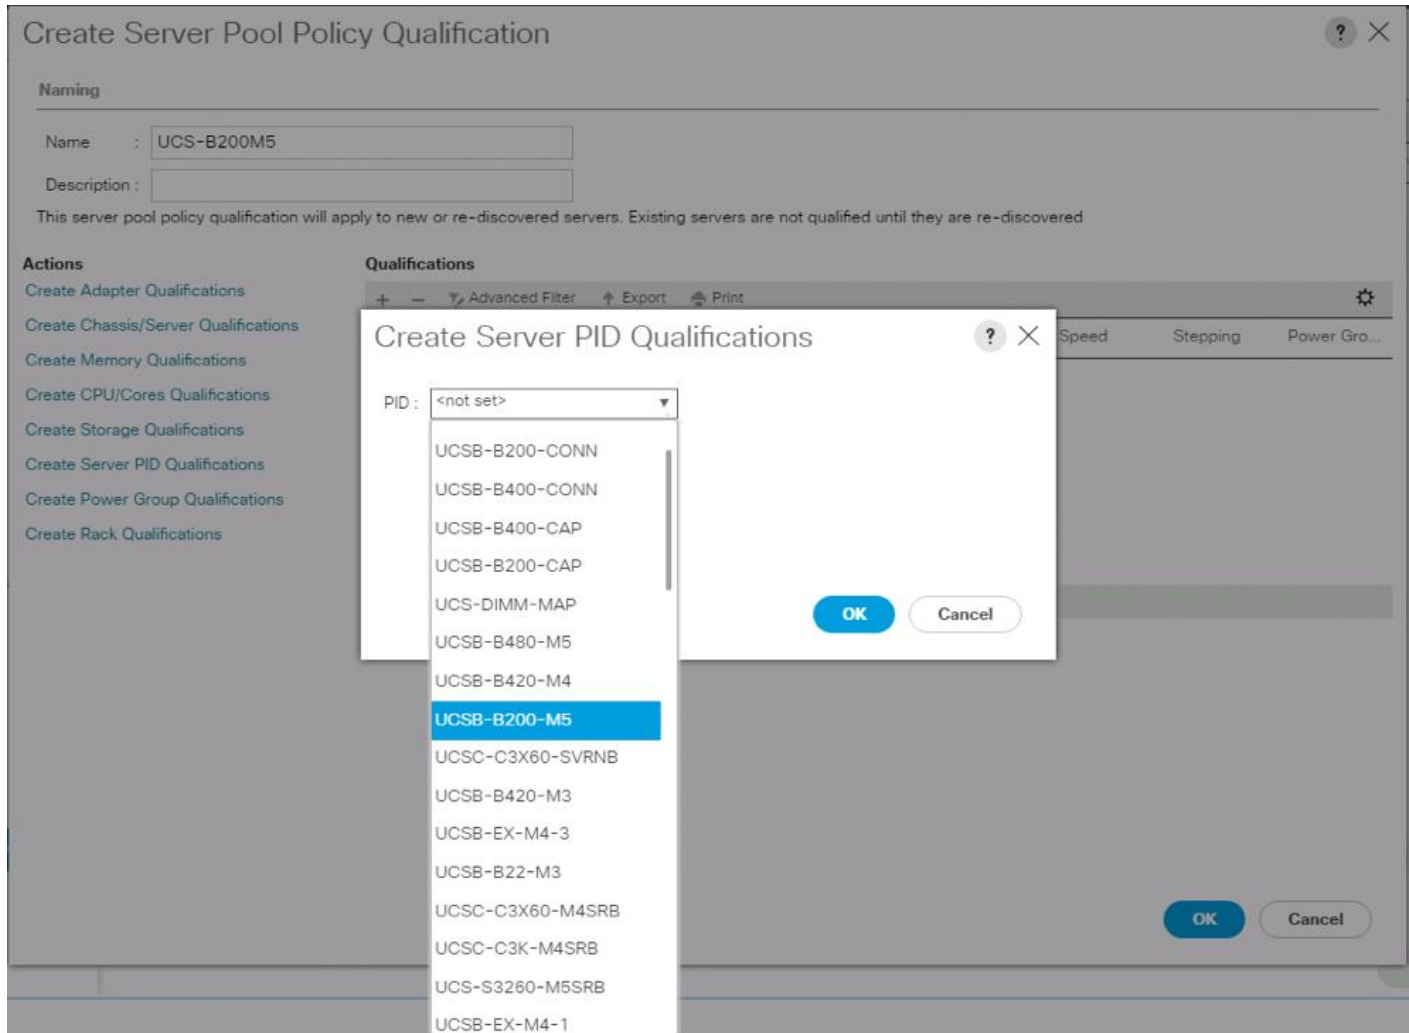 Create Server Pool Policy Qualification
?
Naming
Name : UCS-B200M5
Description :
This server pool policy qualification will apply to new or re-discovered servers. Existing servers are not qualified until they are re-discovered
Actions
Create Adapter Qualifications
Create Chassis/Server Qualifications
Create Memory Qualifications
Create CPU/Cores Qualifications
Create Storage Qualifications
Create Server PID Qualifications
Create Power Group Qualifications
Create Rack Qualifications
Qualifications
+ − Advanced Filter Export Print
Speed Stepping Power Gro...
Create Server PID Qualifications
?
PID : <not set>
UCSB-B200-CONN
UCSB-B400-CONN
UCSB-B400-CAP
UCSB-B200-CAP
UCS-DIMM-MAP
UCSB-B480-M5
UCSB-B420-M4
UCSB-B200-M5
UCSC-C3X60-SVRNB
UCSB-B420-M3
UCSB-EX-M4-3
UCSB-B22-M3
UCSC-C3X60-M4SRB
UCSC-C3K-M4SRB
UCS-S3260-M5SRB
UCSB-EX-M4-1
OK Cancel
OK Cancel